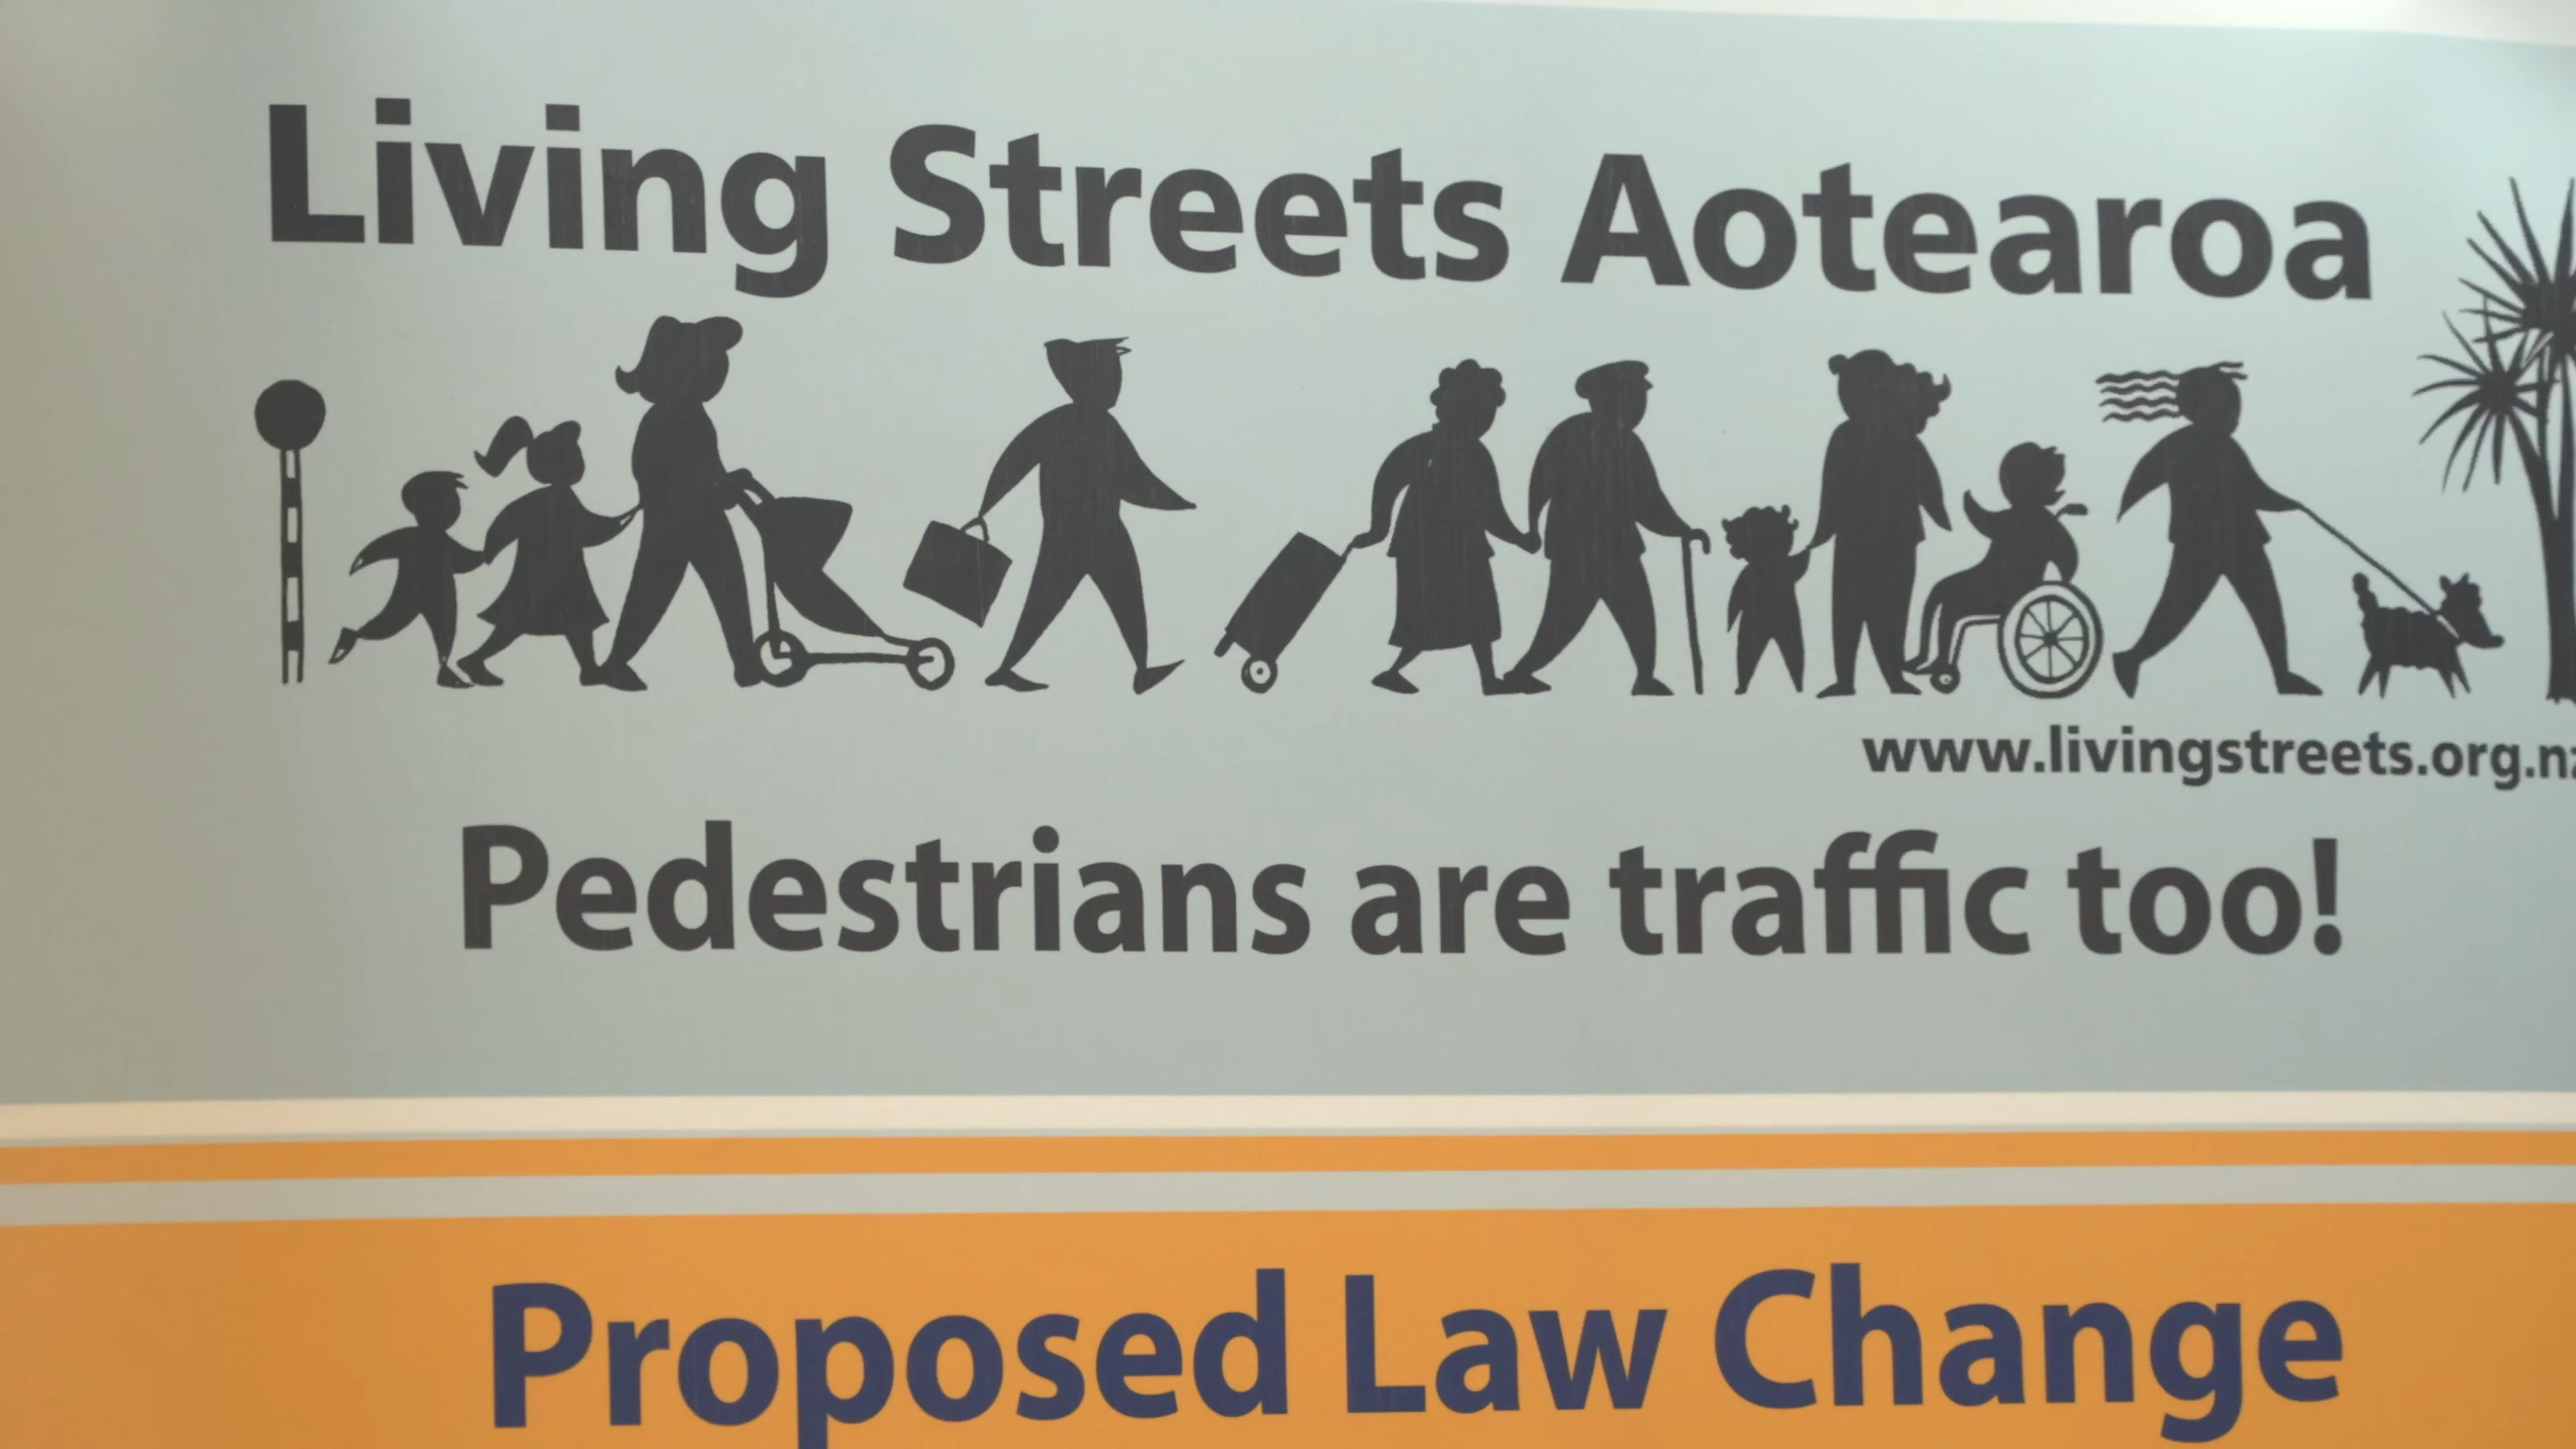 Living Streets Aotearoa
www.livingstreets.org.nz
Pedestrians are traffic too!
Proposed Law Change